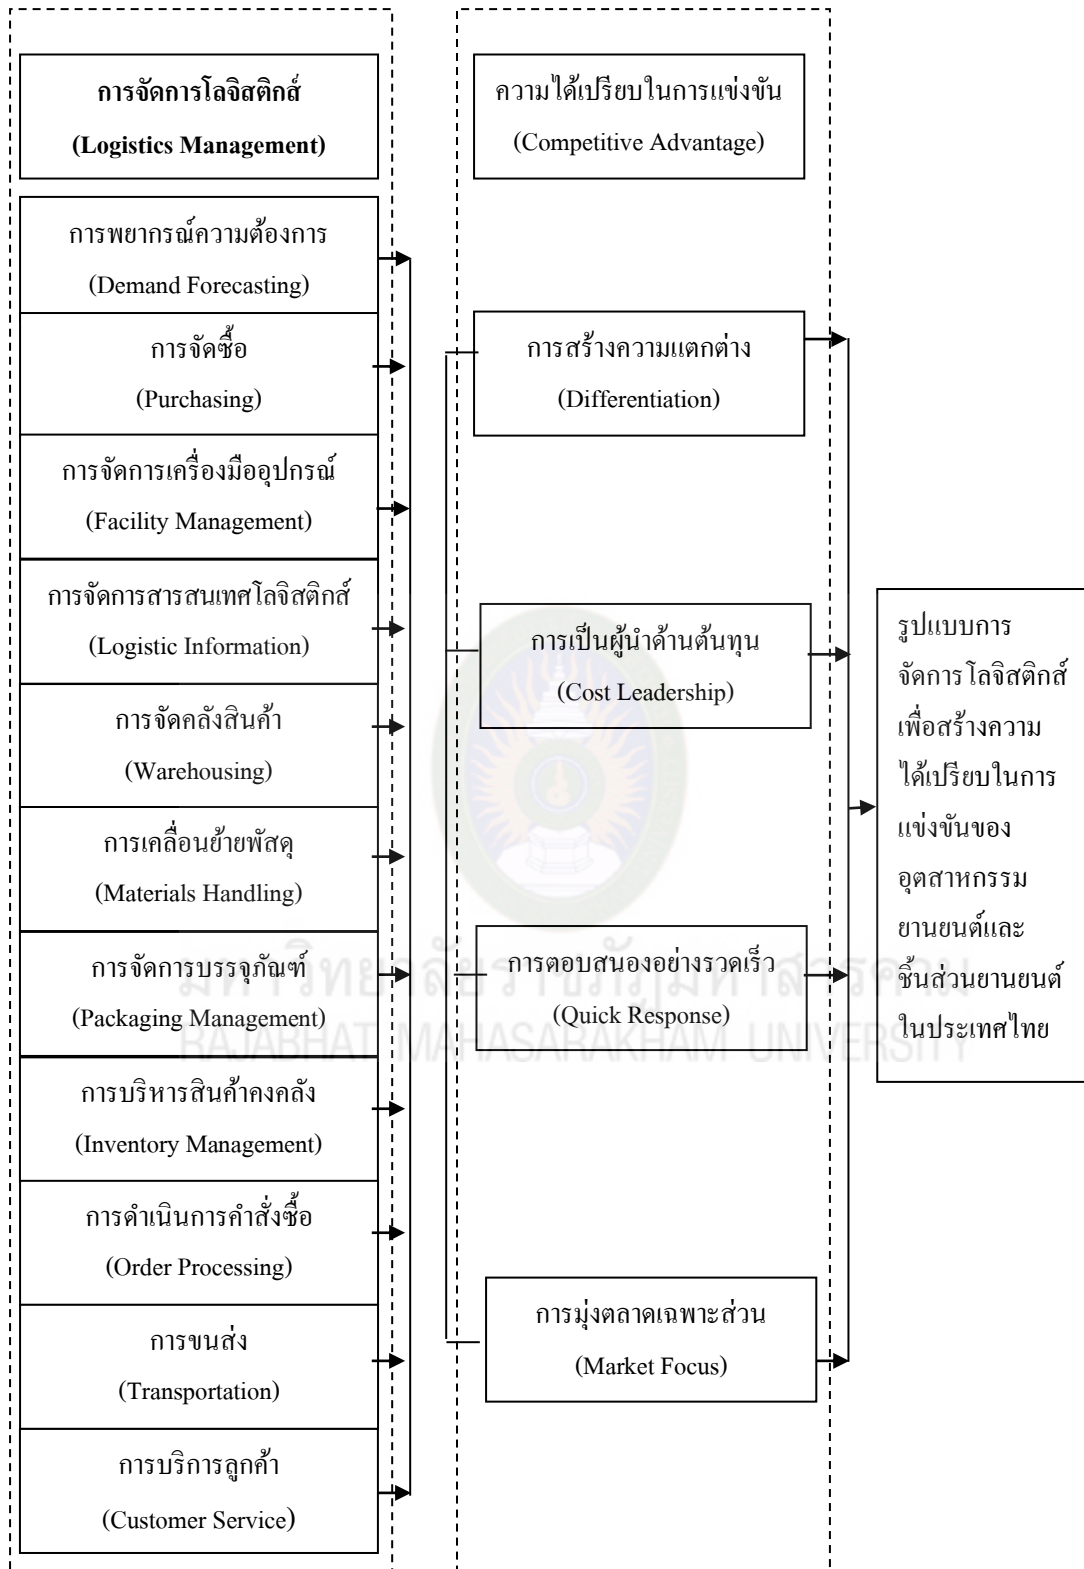 การจัดการโลจิสติกส์
(Logistics Management)
การพยากรณ์ความต้องการ
(Demand Forecasting)
การจัดซื้อ
(Purchasing)
การจัดการเครื่องมืออุปกรณ์
(Facility Management)
การจัดการสารสนเทศโลจิสติกส์
(Logistic Information)
การจัดคลังสินค้า
(Warehousing)
การเคลื่อนย้ายพัสดุ
(Materials Handling)
การจัดการบรรจุภัณฑ์
(Packaging Management)
การบริหารสินค้าคงคลัง
(Inventory Management)
การดำเนินการคำสั่งซื้อ
(Order Processing)
การขนส่ง
(Transportation)
การบริการลูกค้า
(Customer Service)
ความได้เปรียบในการแข่งขัน
(Competitive Advantage)
การสร้างความแตกต่าง
(Differentiation)
การเป็นผู้นำด้านต้นทุน
(Cost Leadership)
การตอบสนองอย่างรวดเร็ว
(Quick Response)
การมุ่งตลาดเฉพาะส่วน
(Market Focus)
รูปแบบการ
จัดการโลจิสติกส์
เพื่อสร้างความ
ได้เปรียบในการ
แข่งขันของ
อุตสาหกรรม
ยานยนต์และ
ชิ้นส่วนยานยนต์
ในประเทศไทย
มหาวิทยาลัยราชภัฏมหาสารคาม
RAJABHAT MAHASARAKHAM UNIVERSITY